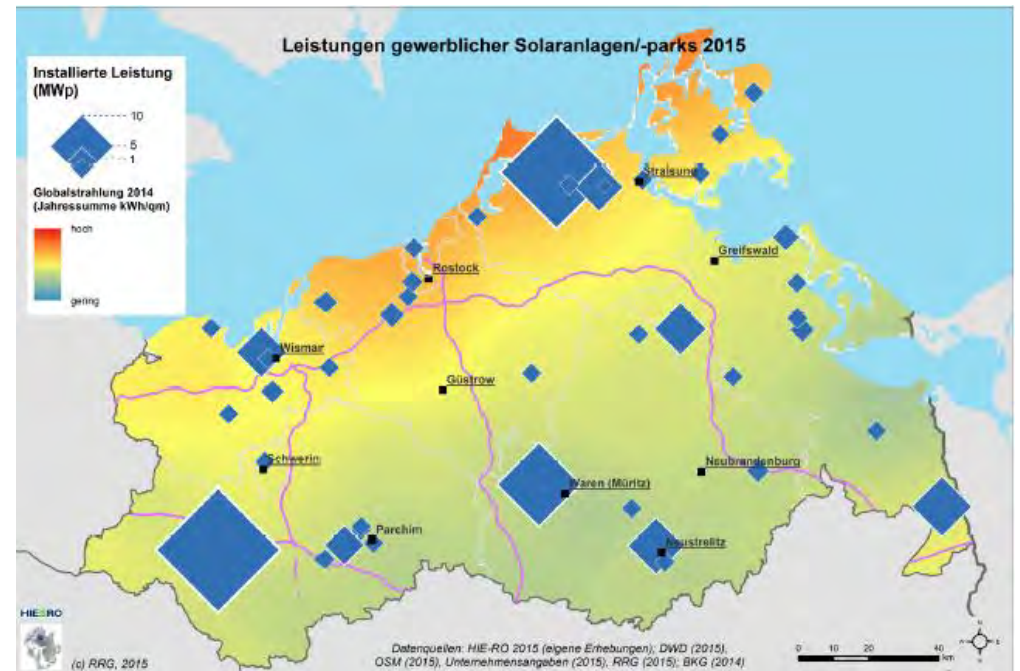 Leistungen gewerblicher Solaranlagen/-parks 2015
Installierte Leistung
(MWp)
10
5
1
Globalstrahlung 2014
(Jahressumme kWh/qm)
hoch
gering
Stralsund
Greifswald
Rostock
Wismar
Güstrow
Schwerin
Neubrandenburg
Waren (Müritz)
Parchim
Neustrelitz
HIE-RO
(c) RRG, 2015
Datenquellen: HIE-RO 2015 (eigene Erhebungen); DWD (2015),
OSM (2015), Unternehmensangaben (2015), RRG (2015); BKG (2014)
0 10 20 40
km